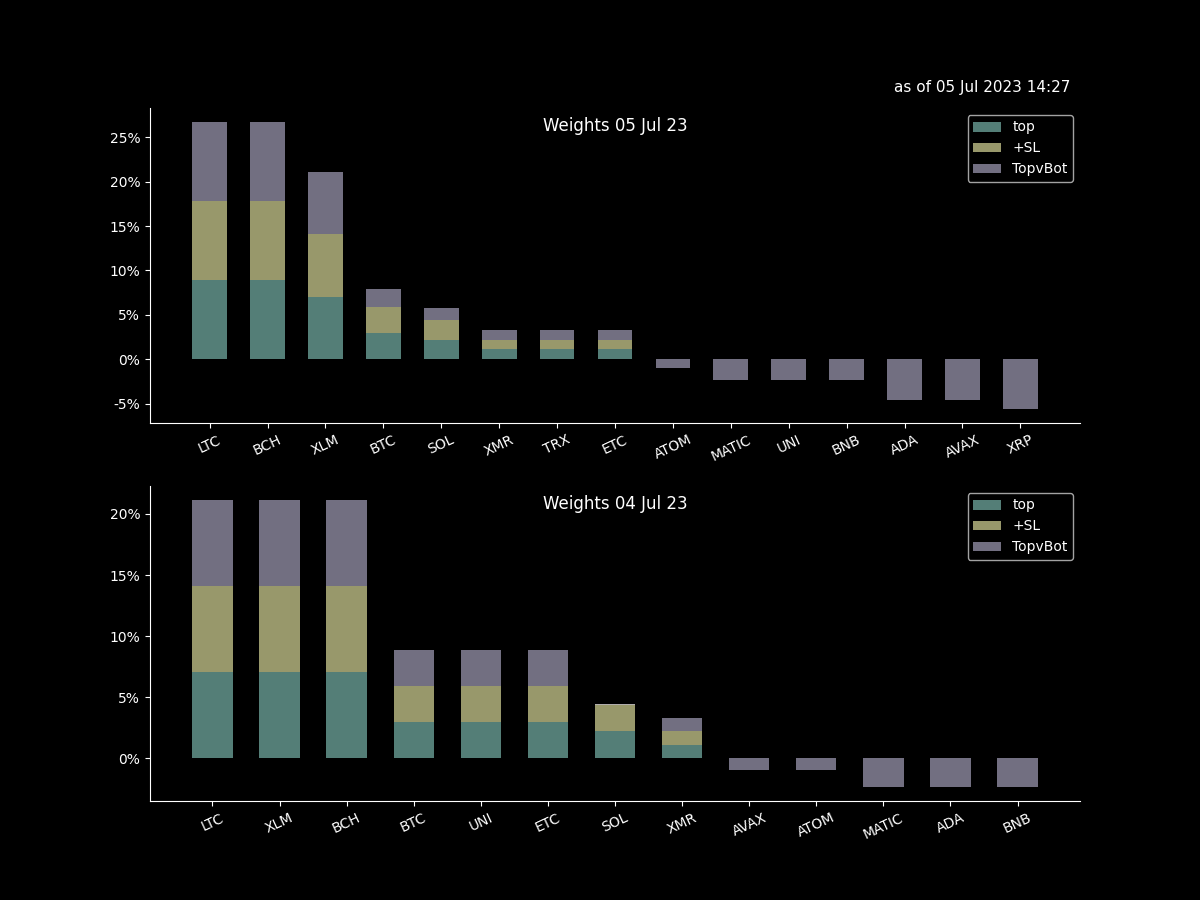 as of 05 Jul 2023 14:27
Weights 05 Jul 23
top
+SL
TopvBot
25%
20%
15%
10%
5%
0%
-5%
LTC BCH XLM BTC SOL XMR TRX ETC ATOM MATIC UNI BNB ADA AVAX XRP
Weights 04 Jul 23
top
+SL
TopvBot
20%
15%
10%
5%
0%
LTC XLM BCH BTC UNI ETC SOL XMR AVAX ATOM MATIC ADA BNB